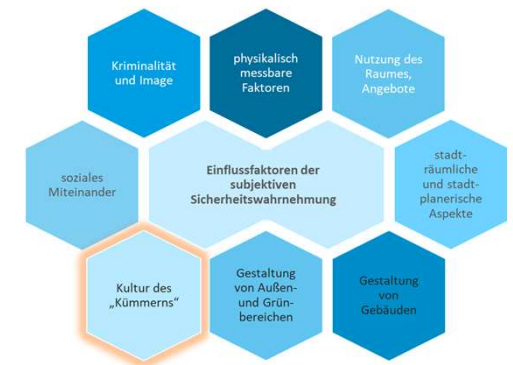 Kriminalität
und Image
physikalisch
messbare
Faktoren
Nutzung des
Raumes,
Angebote
soziales
Miteinander
Einflussfaktoren der
subjektiven
Sicherheitswahrnehmung
stadt-
räumliche
und stadt-
planerische
Aspekte
Kultur des
„Kümmerns“
Gestaltung
von Außen-
und Grün-
bereichen
Gestaltung
von
Gebäuden